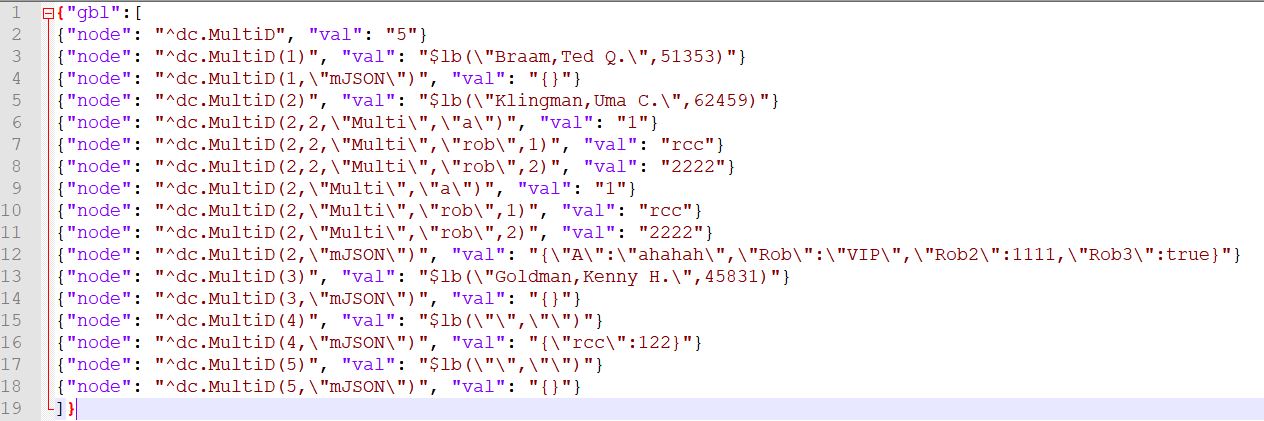 1 {"gbl":[
2 {"node": "^dc.MultiD", "val": "5"}
3 {"node": "^dc.MultiD(1)", "val": "$lb(\"Braam,Ted Q.\",51353)"}
4 {"node": "^dc.MultiD(1,\"mJSON\")", "val": "{}"}
5 {"node": "^dc.MultiD(2)", "val": "$lb(\"Klingman,Uma C.\",62459)"}
6 {"node": "^dc.MultiD(2,2,\"Multi\",\"a\")", "val": "1"}
7 {"node": "^dc.MultiD(2,2,\"Multi\",\"rob\",1)", "val": "rcc"}
8 {"node": "^dc.MultiD(2,2,\"Multi\",\"rob\",2)", "val": "2222"}
9 {"node": "^dc.MultiD(2,\"Multi\",\"a\")", "val": "1"}
10 {"node": "^dc.MultiD(2,\"Multi\",\"rob\",1)", "val": "rcc"}
11 {"node": "^dc.MultiD(2,\"Multi\",\"rob\",2)", "val": "2222"}
12 {"node": "^dc.MultiD(2,\"mJSON\")", "val": "{\"A\":\"ahahah\",\"Rob\":\"VIP\",\"Rob2\":1111,\"Rob3\":true}"}
13 {"node": "^dc.MultiD(3)", "val": "$lb(\"Goldman,Kenny H.\",45831)"}
14 {"node": "^dc.MultiD(3,\"mJSON\")", "val": "{}"}
15 {"node": "^dc.MultiD(4)", "val": "$lb(\"\",\"\")"}
16 {"node": "^dc.MultiD(4,\"mJSON\")", "val": "{\"rcc\":122}"}
17 {"node": "^dc.MultiD(5)", "val": "$lb(\"\",\"\")"}
18 {"node": "^dc.MultiD(5,\"mJSON\")", "val": "{}"}
19 ]}